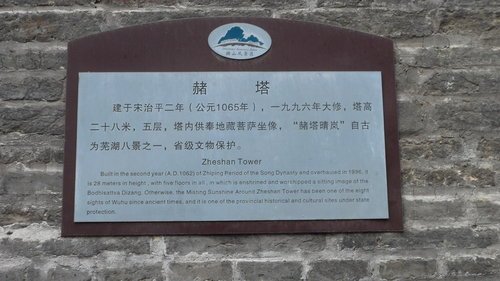 赭山风景区
赭 塔
建于宋治平二年（公元1065年），一九九六年大修，塔高
二十八米，五层，塔内供奉地藏菩萨坐像，“赭塔晴岚”自古
为芜湖八景之一，省级文物保护。
Zheshan Tower
Built in the second year (A.D.1062) of Zhiping Period of the Song Dynasty and overhauled in 1996, it
is 28 meters in height , with five floors in all , in which is enshrined and worshipped a sitting image of the
Bodhisattva Dizang. Otherwise, the Misting Sunshine Around Zheshan Tower has been one of the eight
sights of Wuhu since ancient times, and it is one of the provincial historical and cultural sites under state
protection.